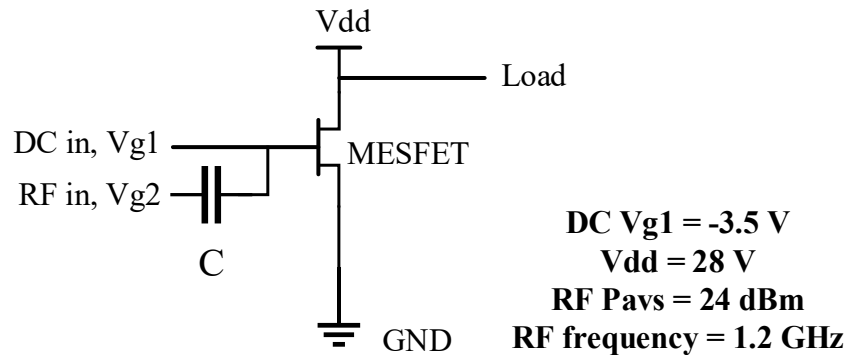 Vdd
Load
DC in, Vg1
MESFET
RF in, Vg2
C
GND
DC Vg1 = -3.5 V
Vdd = 28 V
RF Pavs = 24 dBm
RF frequency = 1.2 GHz